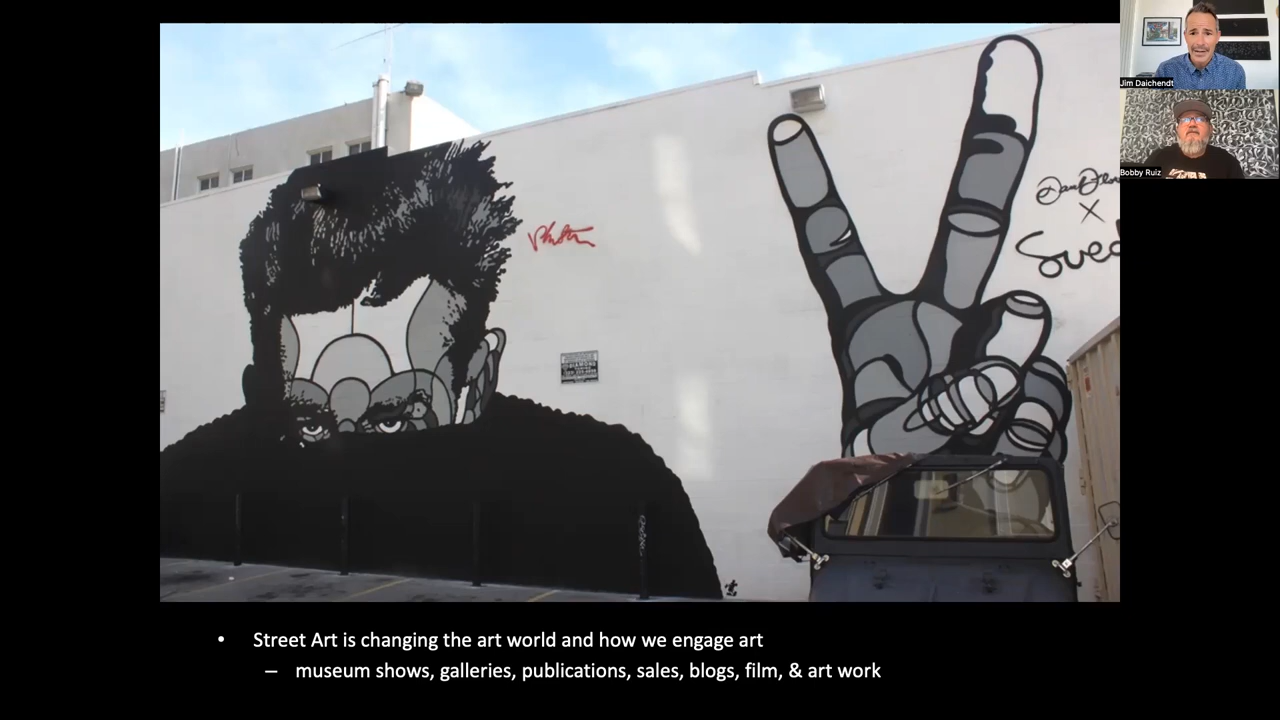 Jim Daichendt
Bobby Ruiz
X
• Street Art is changing the art world and how we engage art
– museum shows, galleries, publications, sales, blogs, film, & art work